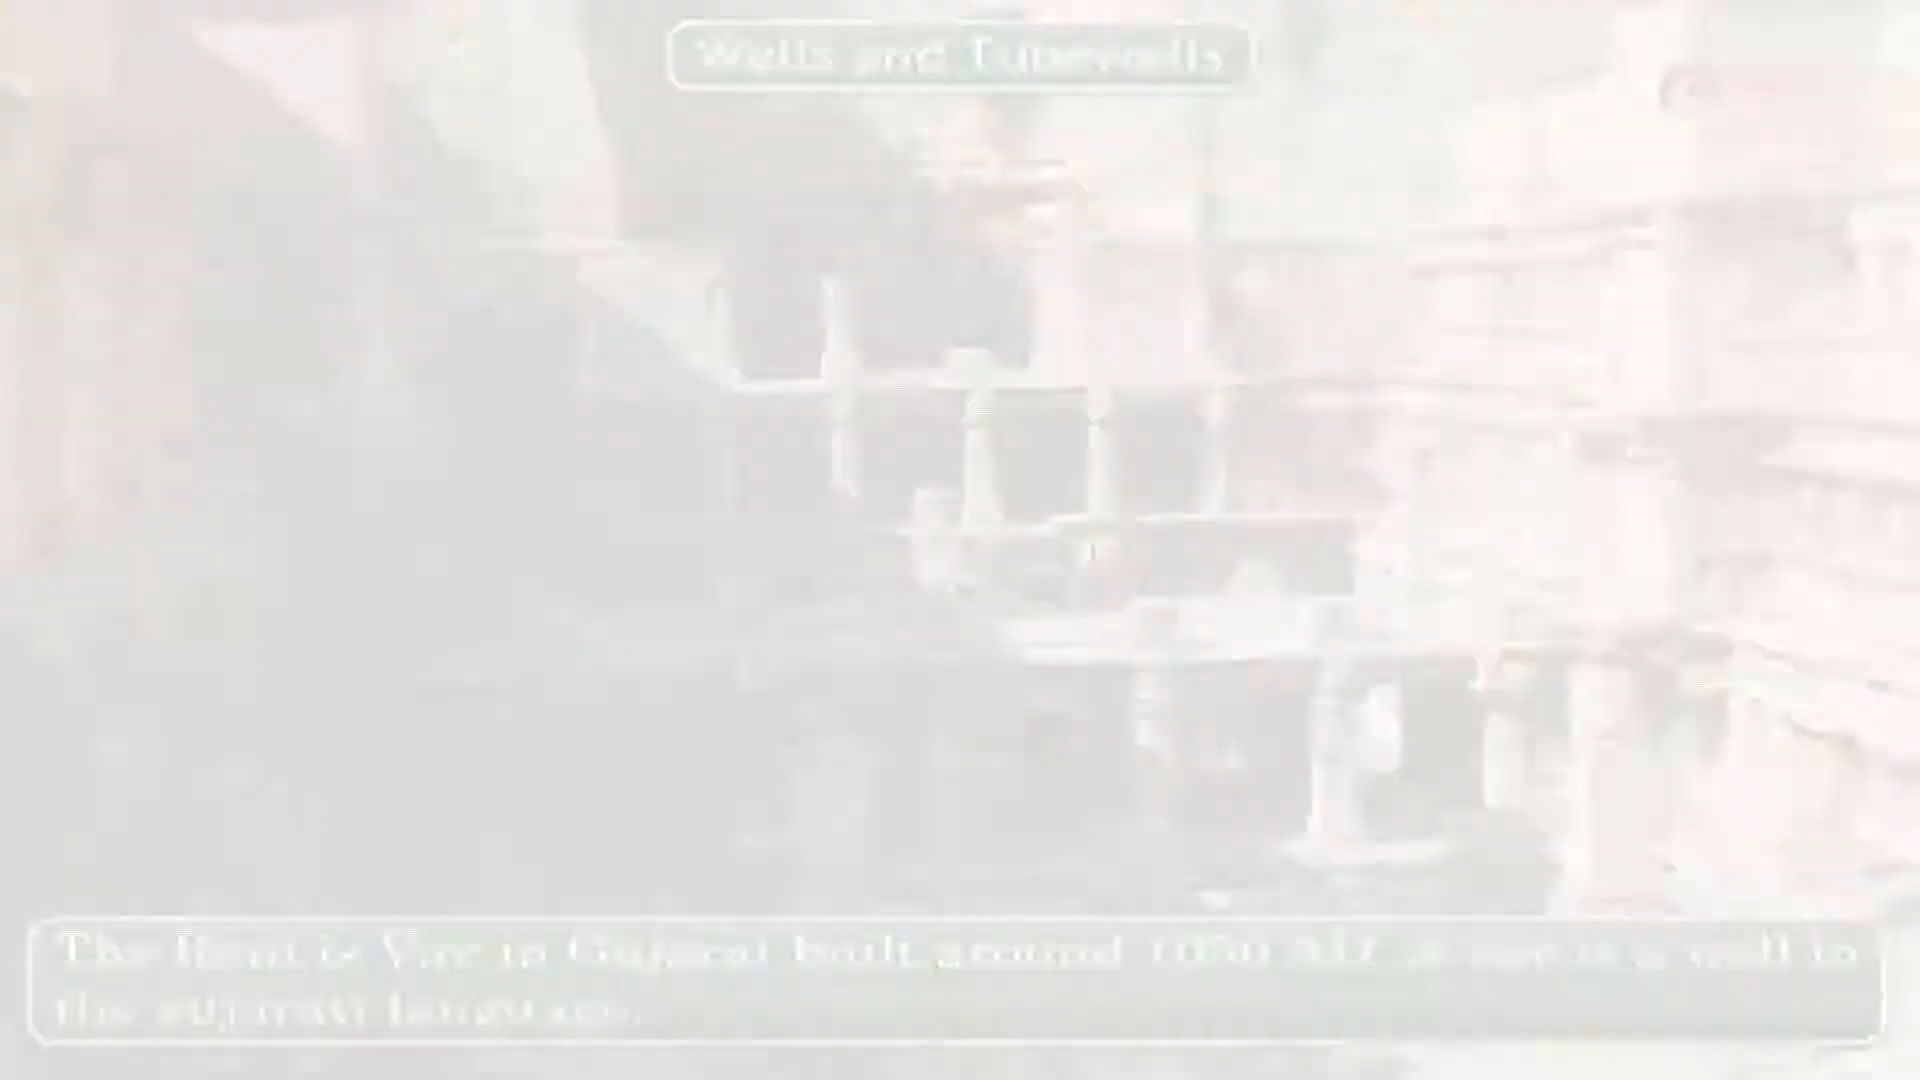 Wells and Tubewells
The Rani is Vav in Gujarat built around 1050 AD. A vav is a well in
the gujarati language.